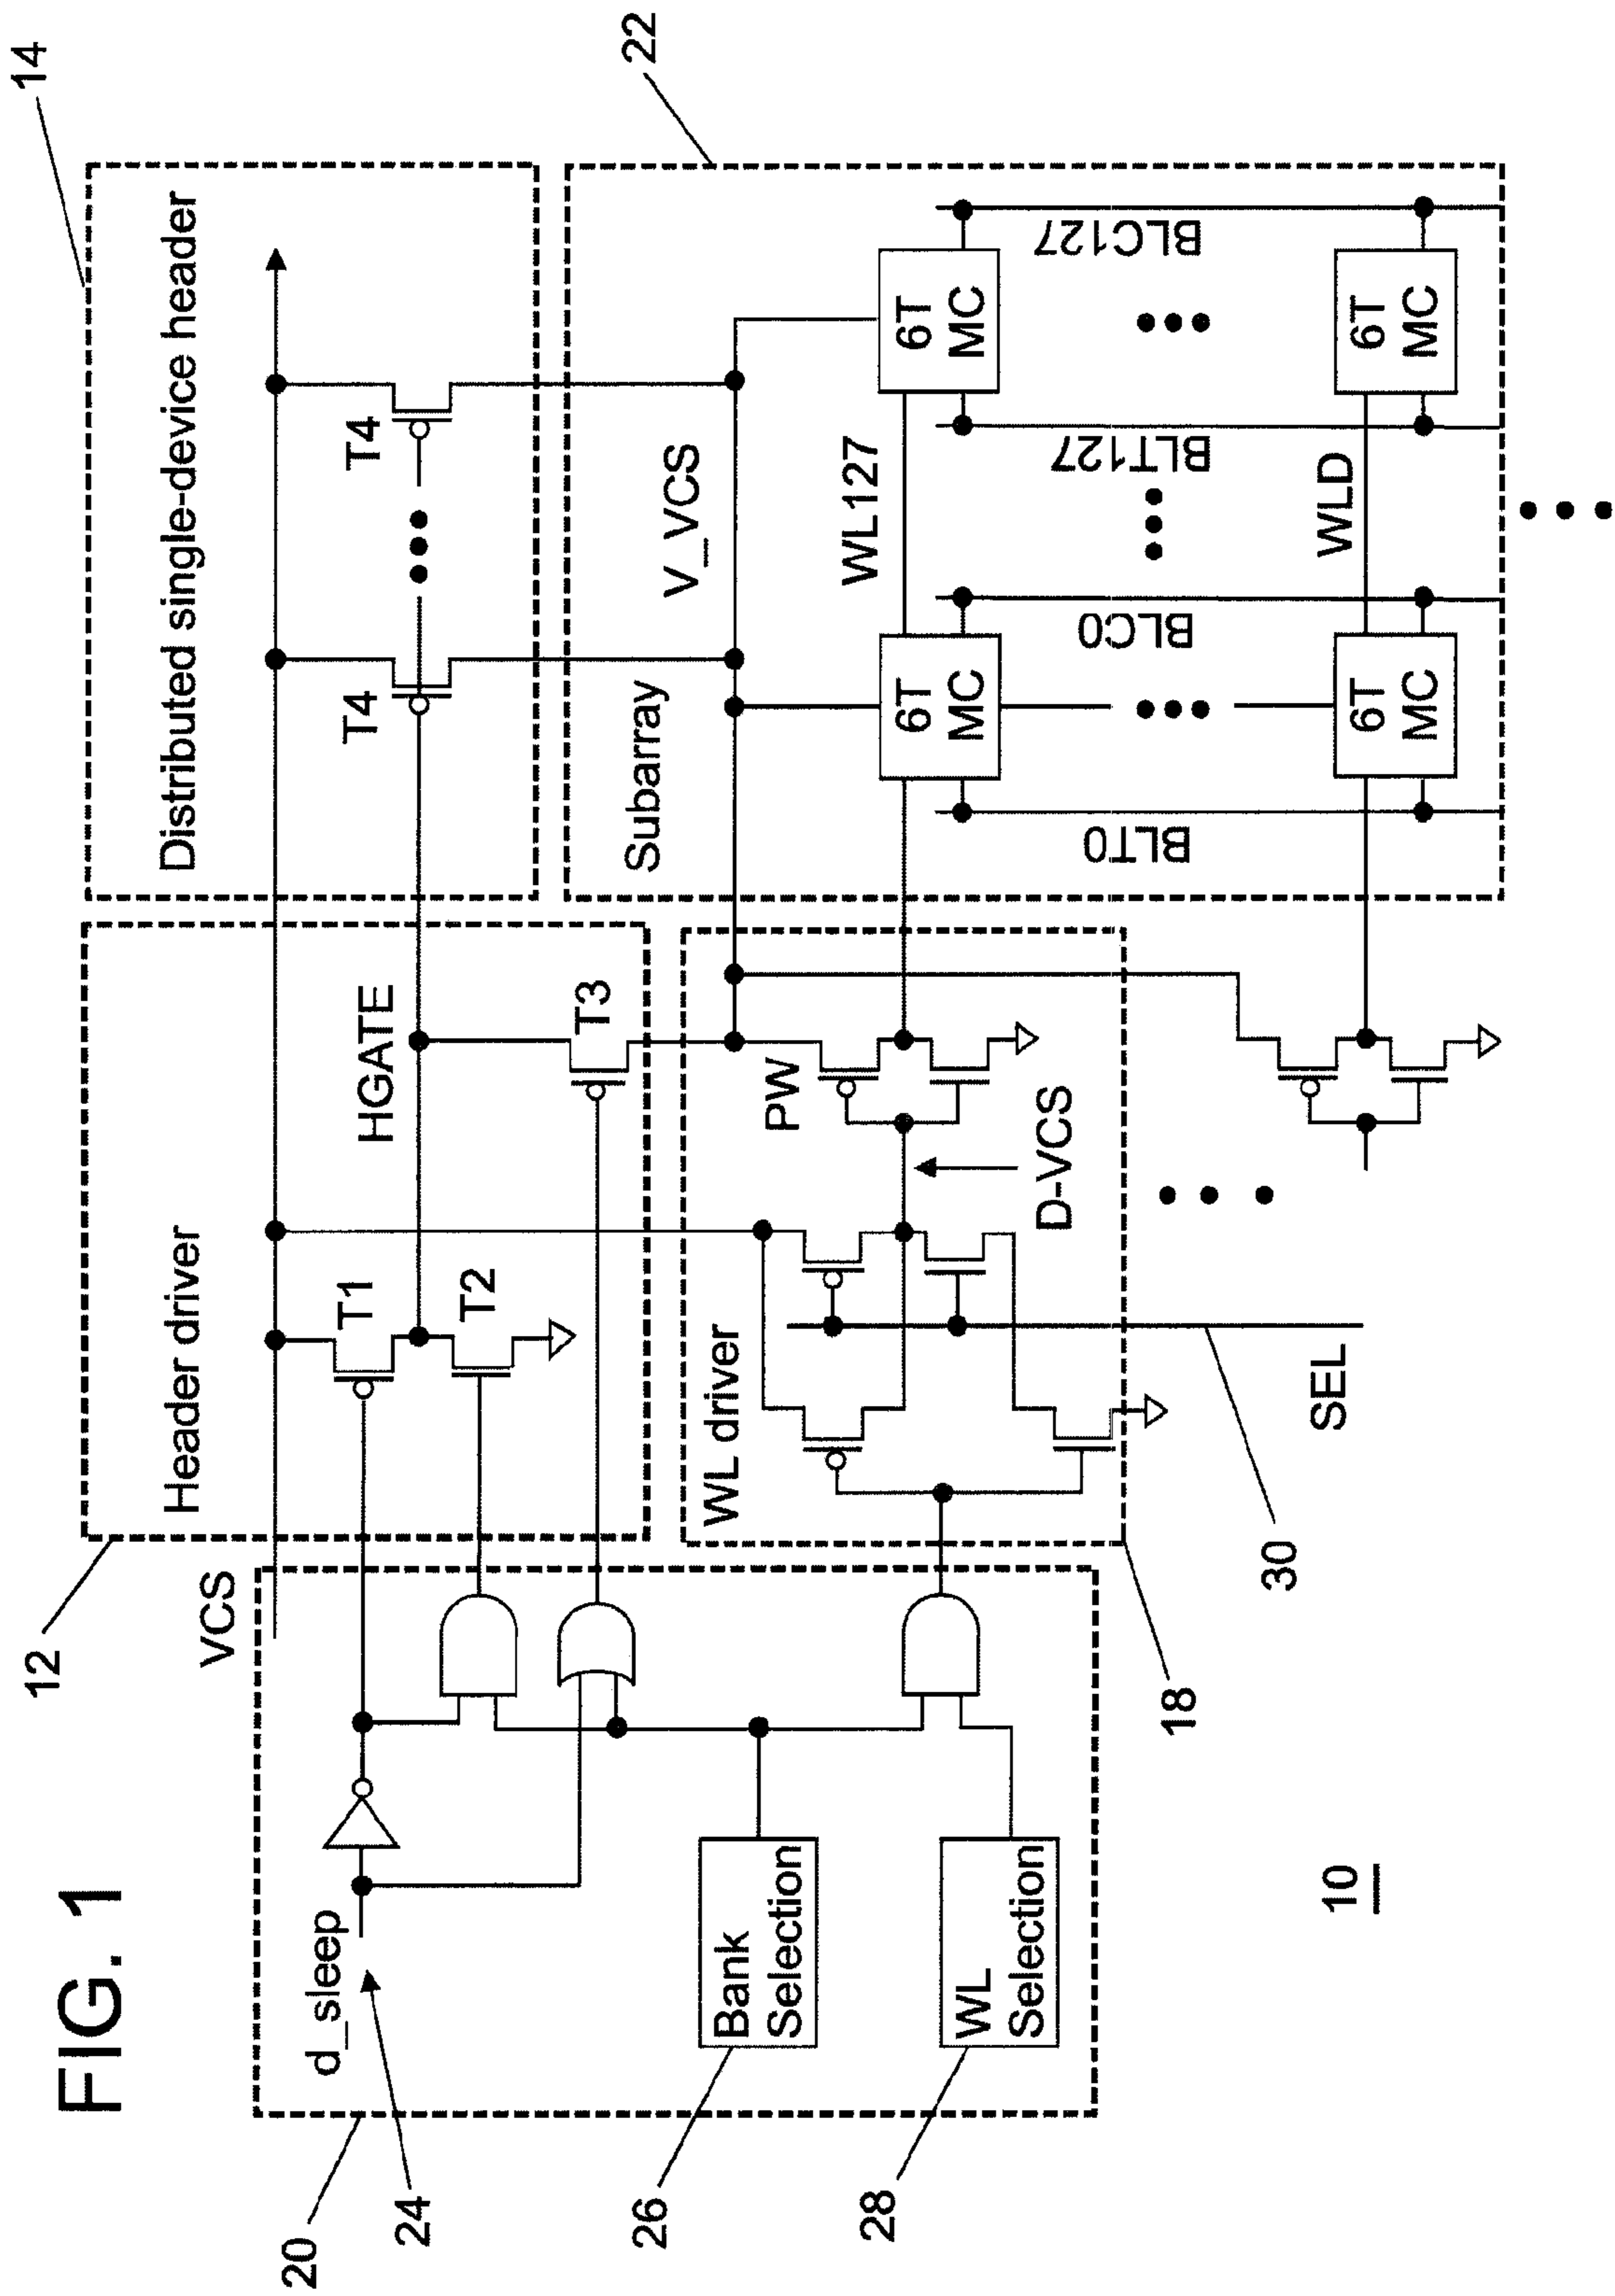 FIG. 1
12
14
VCS
Header driver
Distributed single-device header
d_sleep
T1
HGATE
T4
T4
T2
24
20
T3
Subarray
V_VCS
22
Bank
Selection
26
WL driver
PW
WL127
6T
MC
6T
MC
WL
Selection
28
D-VCS
BLT0
BLC0
BLT127
BLC127
18
30
SEL
WLD
6T
MC
6T
MC
10